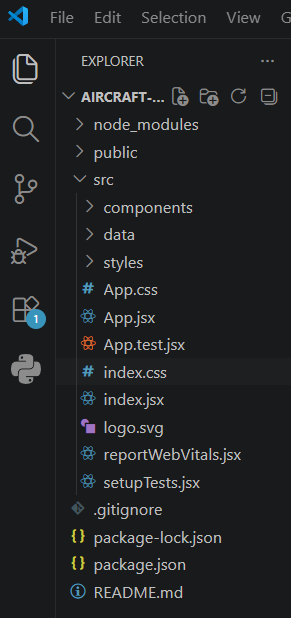 File Edit Selection View Go
EXPLORER ...
AIRCRAFT-...
node_modules
public
src
components
data
styles
# App.css
App.jsx
App.test.jsx
# index.css
index.jsx
1
logo.svg
reportWebVitals.jsx
setupTests.jsx
.gitignore
{} package-lock.json
{} package.json
README.md